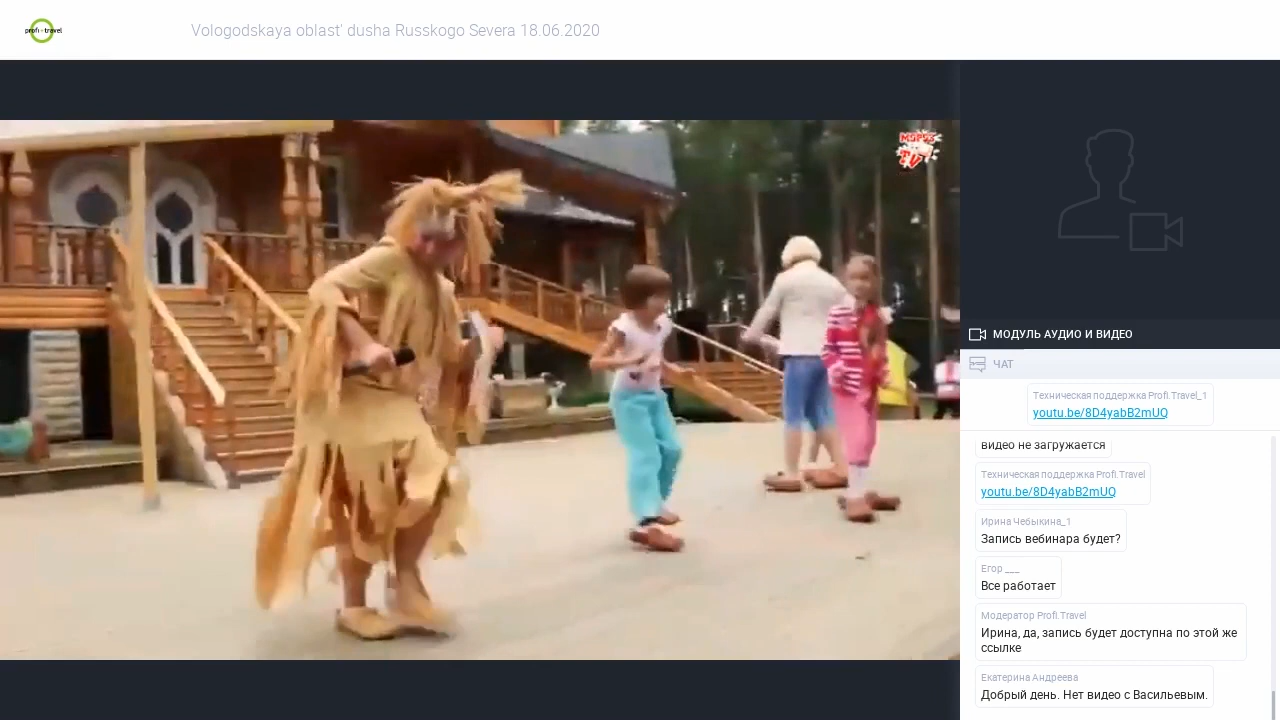 profi travel
Vologodskaya oblast' dusha Russkogo Severa 18.06.2020
МОРОЗ
TV
МОДУЛЬ АУДИО И ВИДЕО
ЧАТ
Техническая поддержка Profi.Travel_1
youtu.be/8D4yabB2mUQ
видео не загружается
Техническая поддержка Profi.Travel
youtu.be/8D4yabB2mUQ
Ирина Чебыкина_1
Запись вебинара будет?
Егор ___
Все работает
Модератор Profi.Travel
Ирина, да, запись будет доступна по этой же
ссылке
Екатерина Андреева
Добрый день. Нет видео с Васильевым.